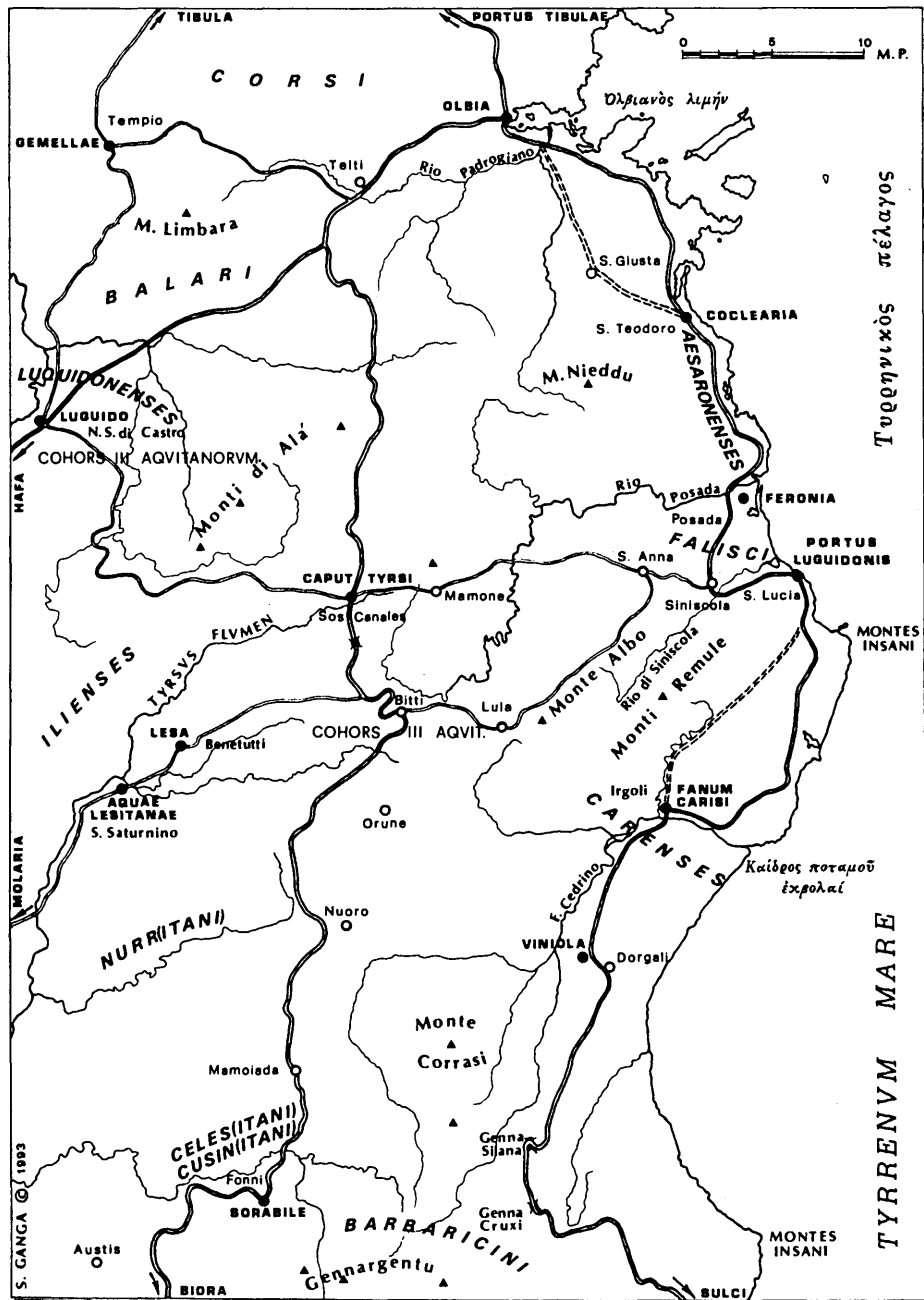 TIBULA
PORTUS TIBULAE
0 5 10
M.P.
CORSI
Ὀλβιανὸς λιμήν
OLBIA
Tempio
GEMELLAE
Telti
Rio Padrogiano
M. Limbara
S. Giusta
BALARI
COCLEARIA
S. Teodoro
Τυρρηνικὸς πέλαγος
AESARONENSES
M. Nieddu
LUQUIDONENSES
LUGUIDO
N.S. di Castro
COHORS III AQVITANORVM
Monti di Alá
HAFA
Rio Posada
FERONIA
Posada
FALISCI
PORTUS
LUGUIDONIS
S. Anna
CAPUT TYRSI
Mamone
Siniscola
S. Lucia
Sos Canales
TYRSVS FLVMEN
MONTES
INSANI
ILIENSES
Monte Albo
Rio di Siniscola
Monti Remule
Bitti
Lula
COHORS III AQVIT.
LESA
Benetutti
AQUAE
LESITANAE
S. Saturnino
Irgoli
FANUM
CARISI
Orune
CARENSES
Καίδρος ποταμοῦ
ἐκβολαί
MOLARIA
F. Cedrino
Nuoro
NURR(ITANI)
VINIOLA
Dorgali
TYRRENVM MARE
Monte
Corrasi
Mamoiada
CELES(ITANI)
CUSIN(ITANI)
Genna
Silana
Fonni
SORABILE
Genna
Cruxi
BARBARICINI
MONTES
INSANI
Austis
Gennargentu
BIORA
SULCI
S. GANGA © 1993